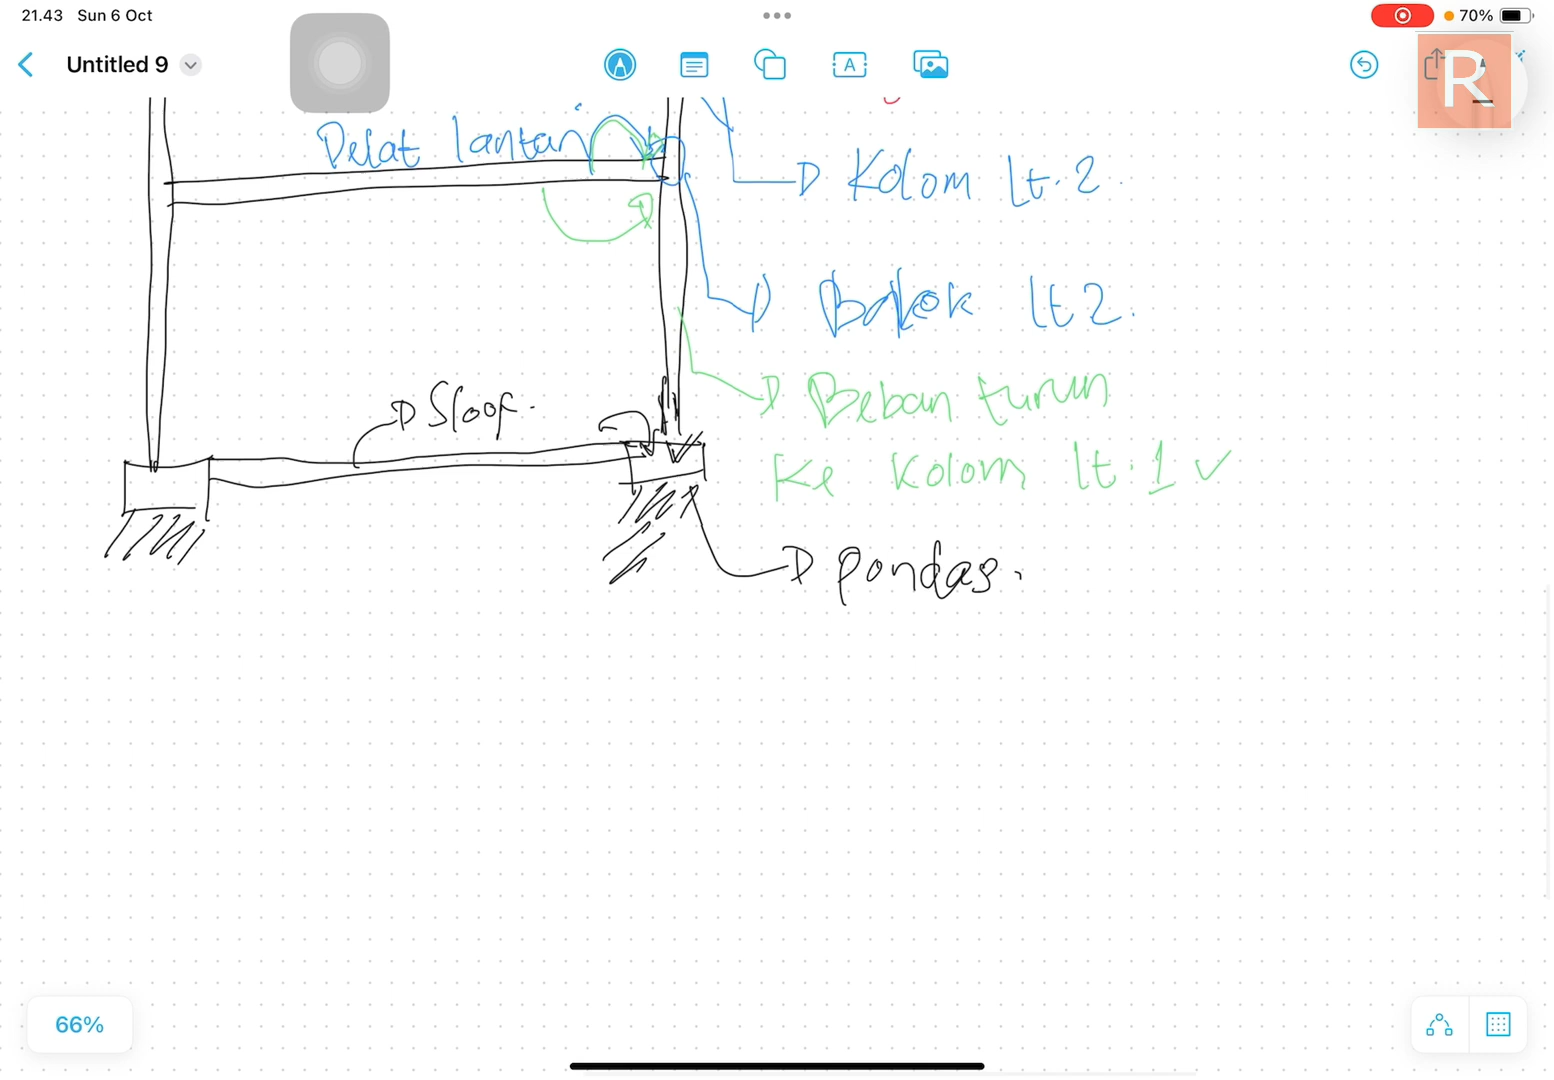 21.43 Sun 6 Oct
70%
Untitled 9
A
R
Pelat lantai
Kolom lt.2.
Balok lt 2.
Sloof.
Beban turun
Ke Kolom lt.1 ✓
pondas.
66%